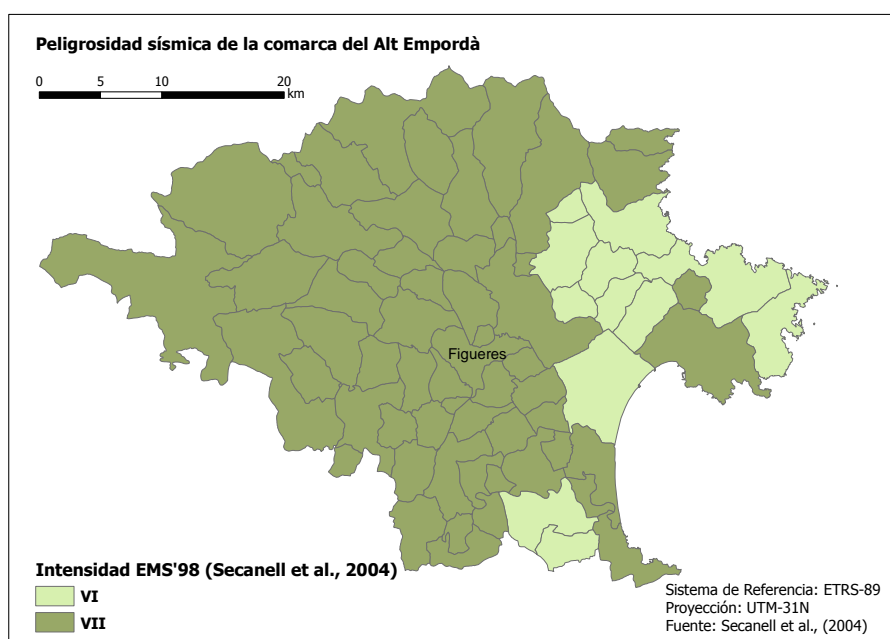 Peligrosidad sísmica de la comarca del Alt Empordà
0 5 10 20
km
Figueres
Intensidad EMS'98 (Secanell et al., 2004)
VI
VII
Sistema de Referencia: ETRS-89
Proyección: UTM-31N
Fuente: Secanell et al., (2004)